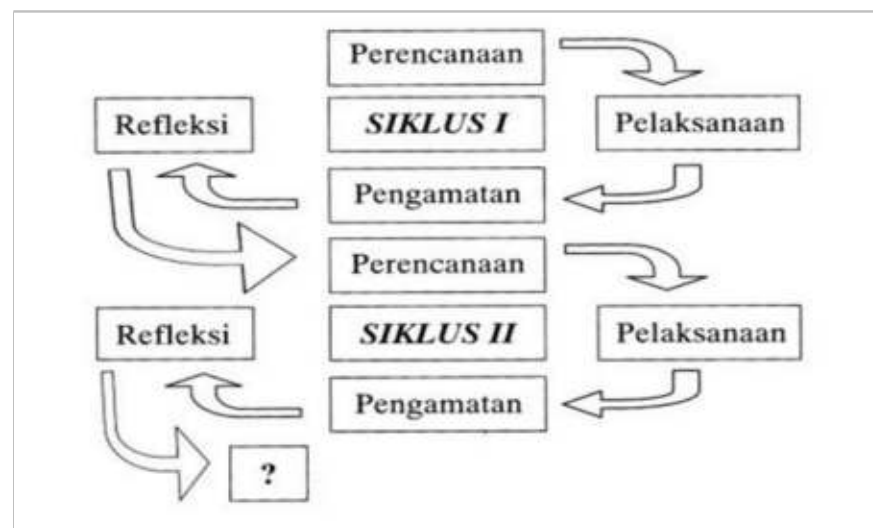 Perencanaan
Refleksi
SIKLUS I
Pelaksanaan
Pengamatan
Perencanaan
Refleksi
SIKLUS II
Pelaksanaan
Pengamatan
?